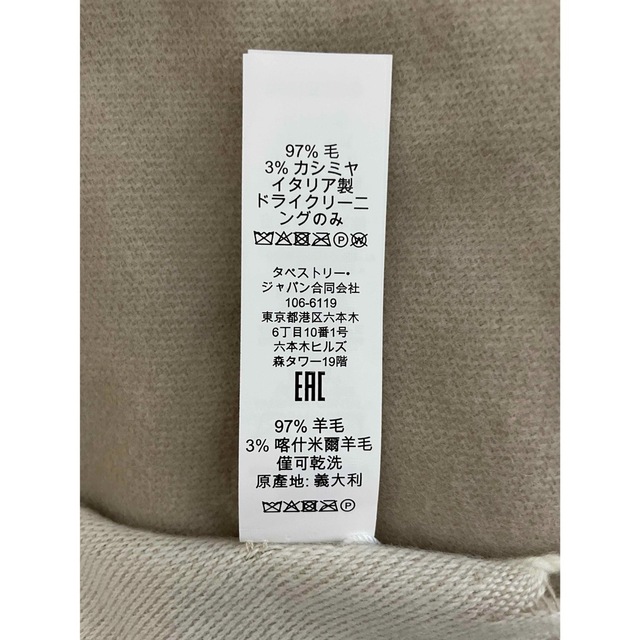 97% 毛
3% カシミヤ
イタリア製
ドライクリーニ
ングのみ
タペストリー・
ジャパン合同会社
106-6119
東京都港区六本木
6丁目10番1号
六本木ヒルズ
森タワー19階
EAC
97% 羊毛
3% 喀什米爾羊毛
僅可乾洗
原產地: 義大利